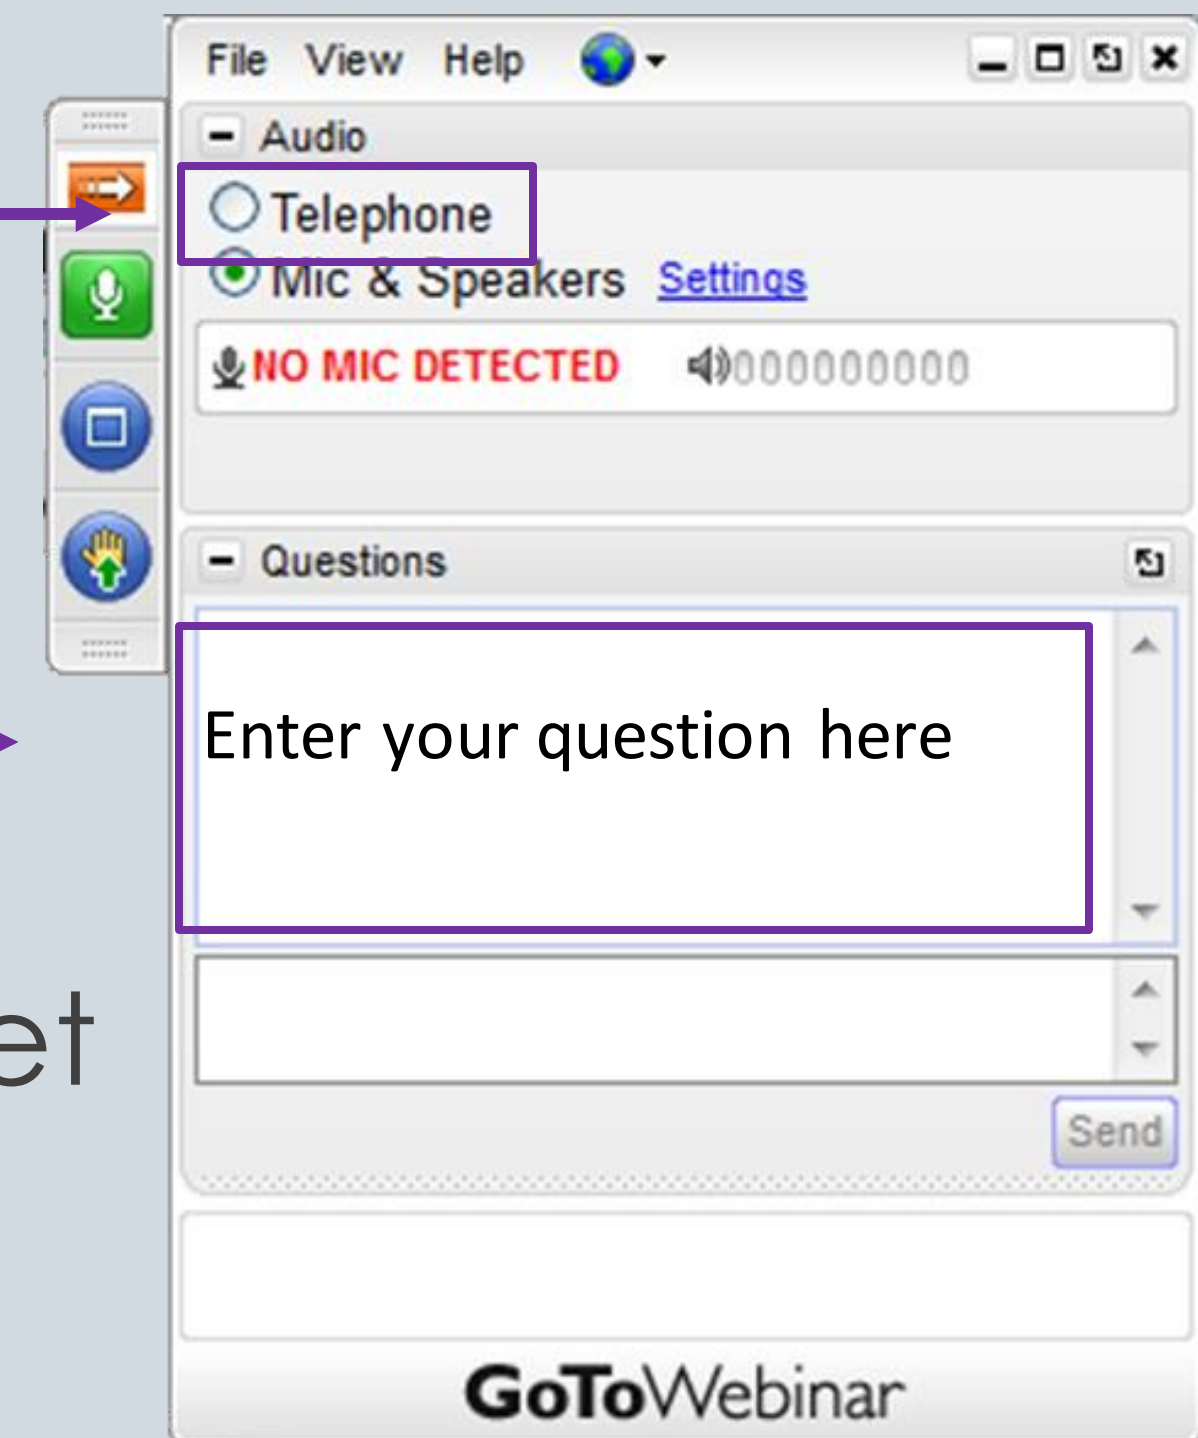 File View Help
Audio
Telephone
Mic & Speakers Settings
NO MIC DETECTED
Questions
Enter your question here
et
Send
GoToWebinar